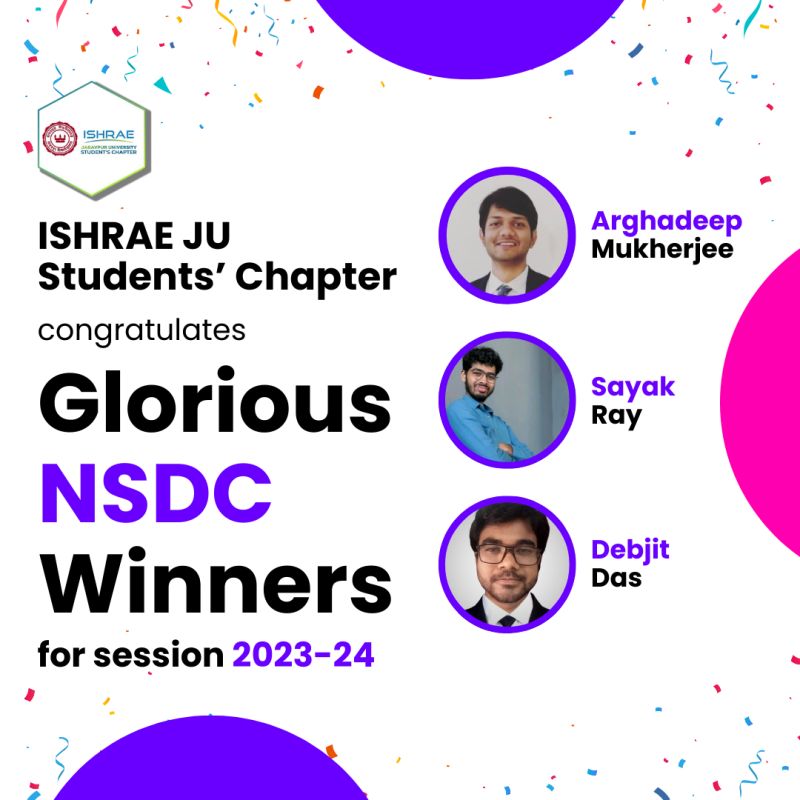 ISHRAE
JADAVPUR UNIVERSITY
STUDENT'S CHAPTER
ISHRAE JU
Students’ Chapter
congratulates
Glorious
NSDC
Winners
for session 2023-24
Arghadeep
Mukherjee
Sayak
Ray
Debjit
Das